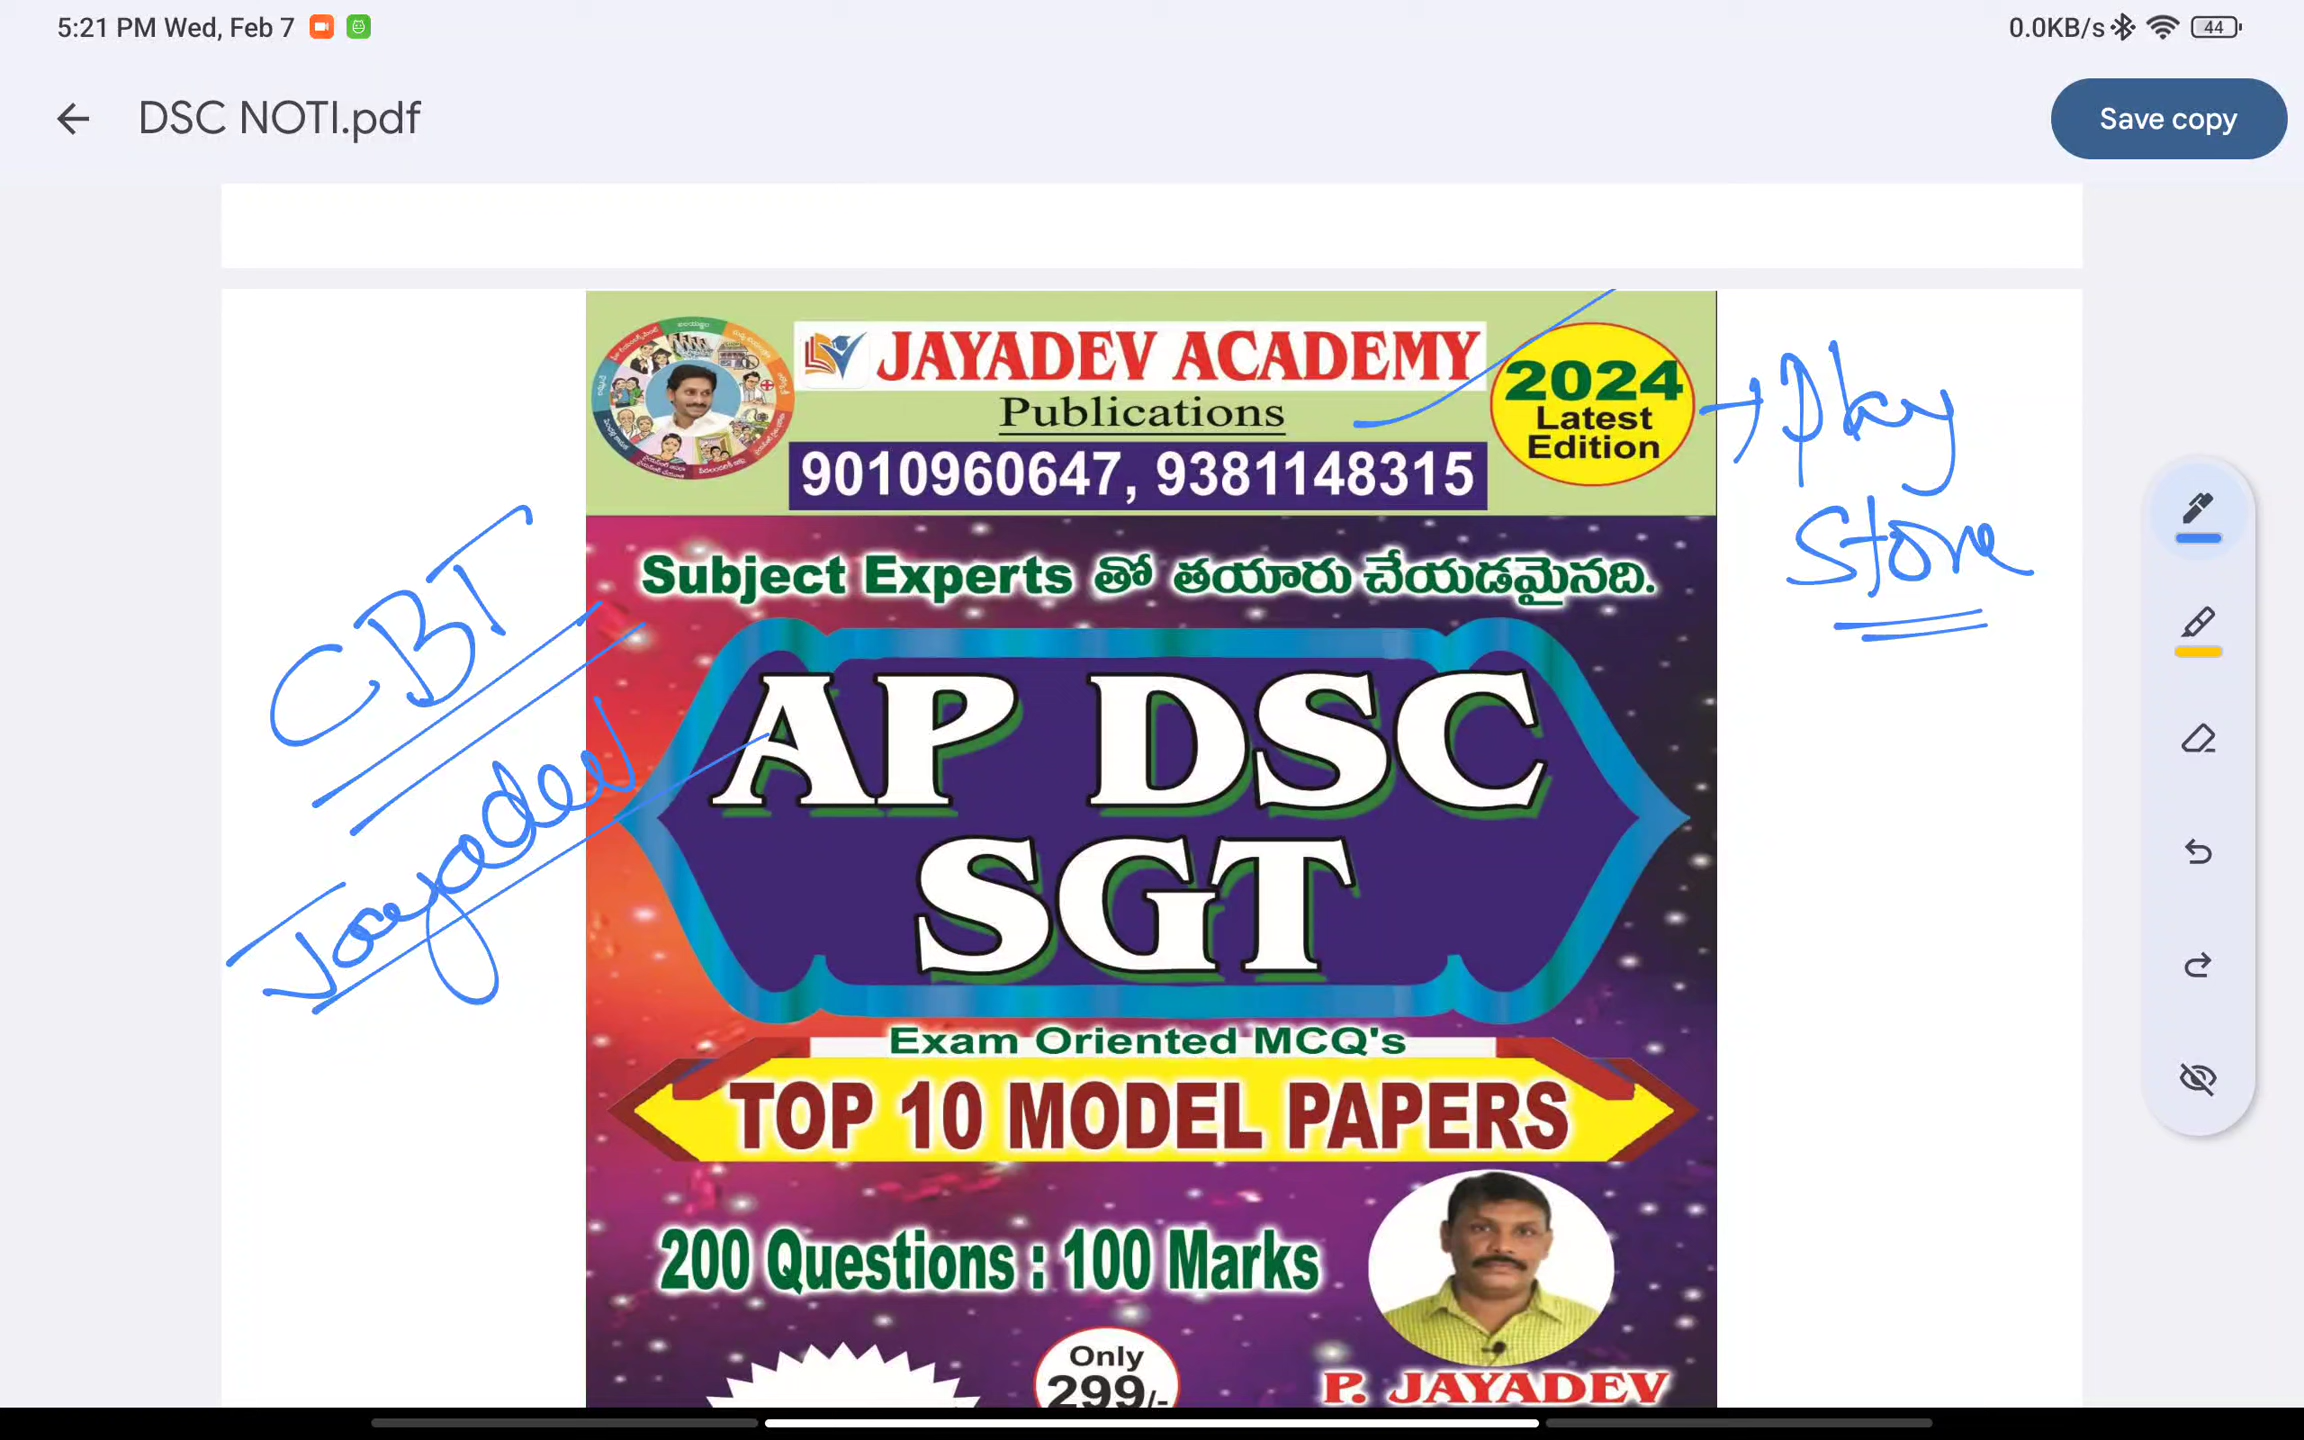 5:21 PM Wed, Feb 7
0.0KB/s 44
DSC NOTI.pdf
Save copy
JAYADEV ACADEMY
Publications
9010960647, 9381148315
2024
Latest
Edition
Play
Store
Subject Experts తో తయారు చేయడమైనది.
CBT
Jayadev
AP DSC
SGT
Exam Oriented MCQ's
TOP 10 MODEL PAPERS
200 Questions : 100 Marks
Only
299/-
P. JAYADEV